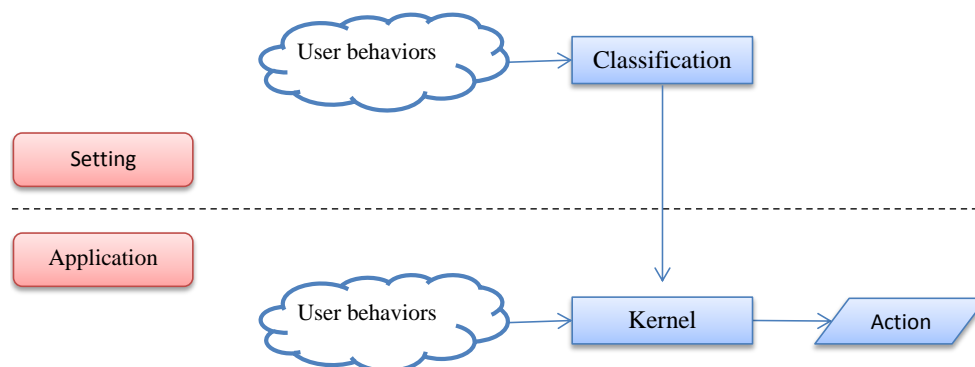 User behaviors
Classification
Setting
Application
User behaviors
Kernel
Action